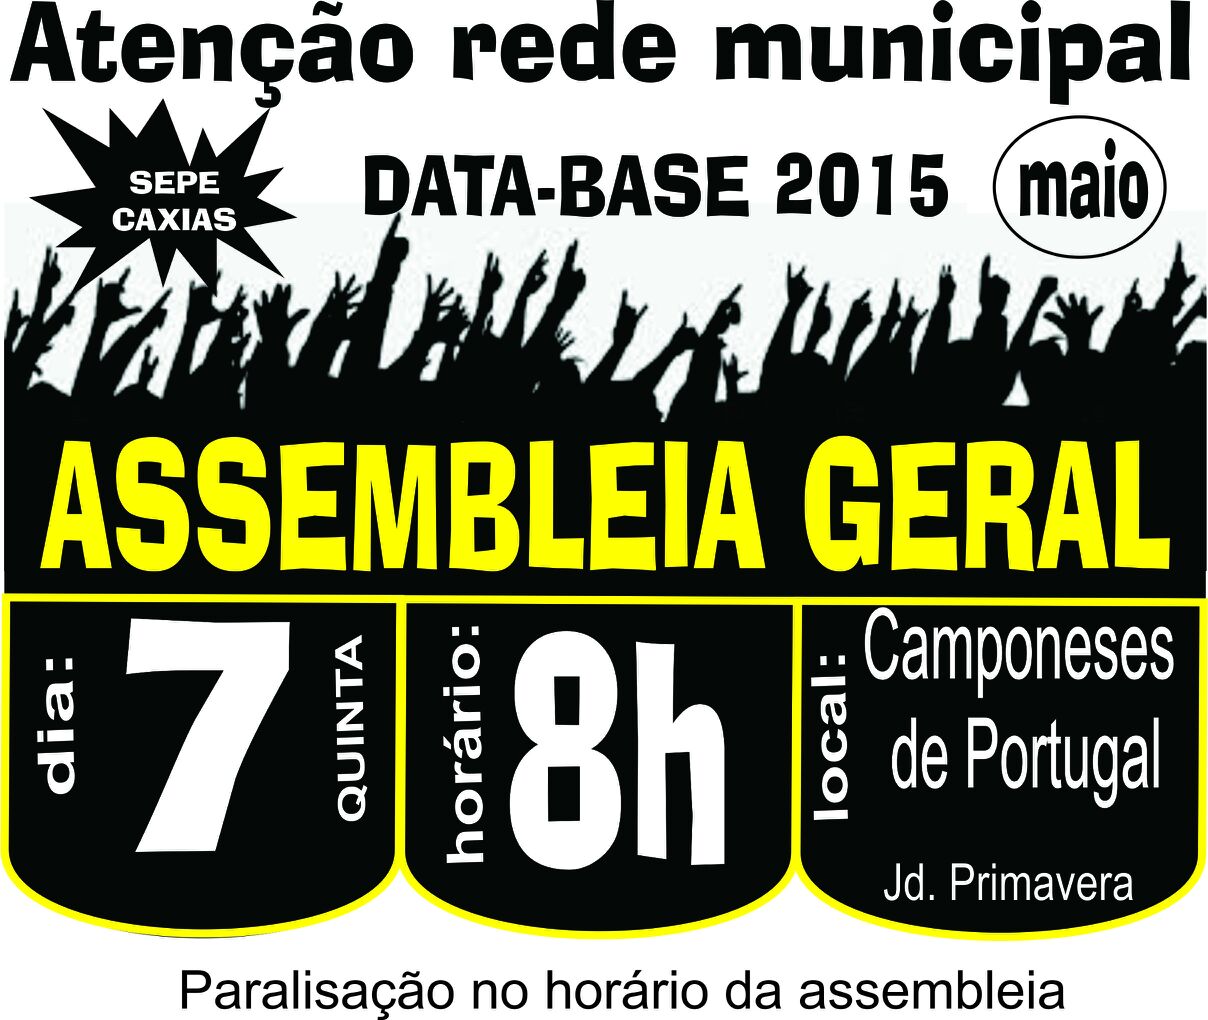 Atenção rede municipal
SEPE
CAXIAS
DATA-BASE 2015
maio
ASSEMBLEIA GERAL
dia:
7
QUINTA
horário:
8h
local:
Camponeses
de Portugal
Jd. Primavera
Paralisação no horário da assembleia